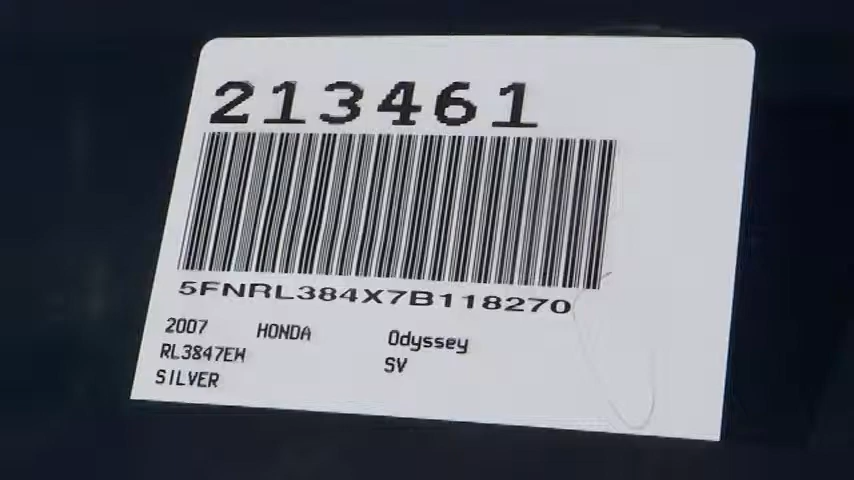 213461
5FNRL384X7B118270
2007 HONDA Odyssey
RL3847EW SV
SILVER